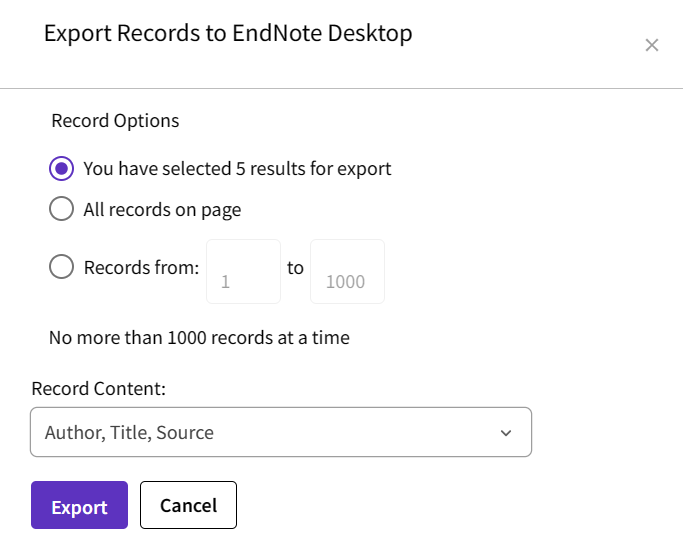 Export Records to EndNote Desktop
Record Options
You have selected 5 results for export
All records on page
Records from: 1 to 1000
No more than 1000 records at a time
Record Content:
Author, Title, Source
Export Cancel